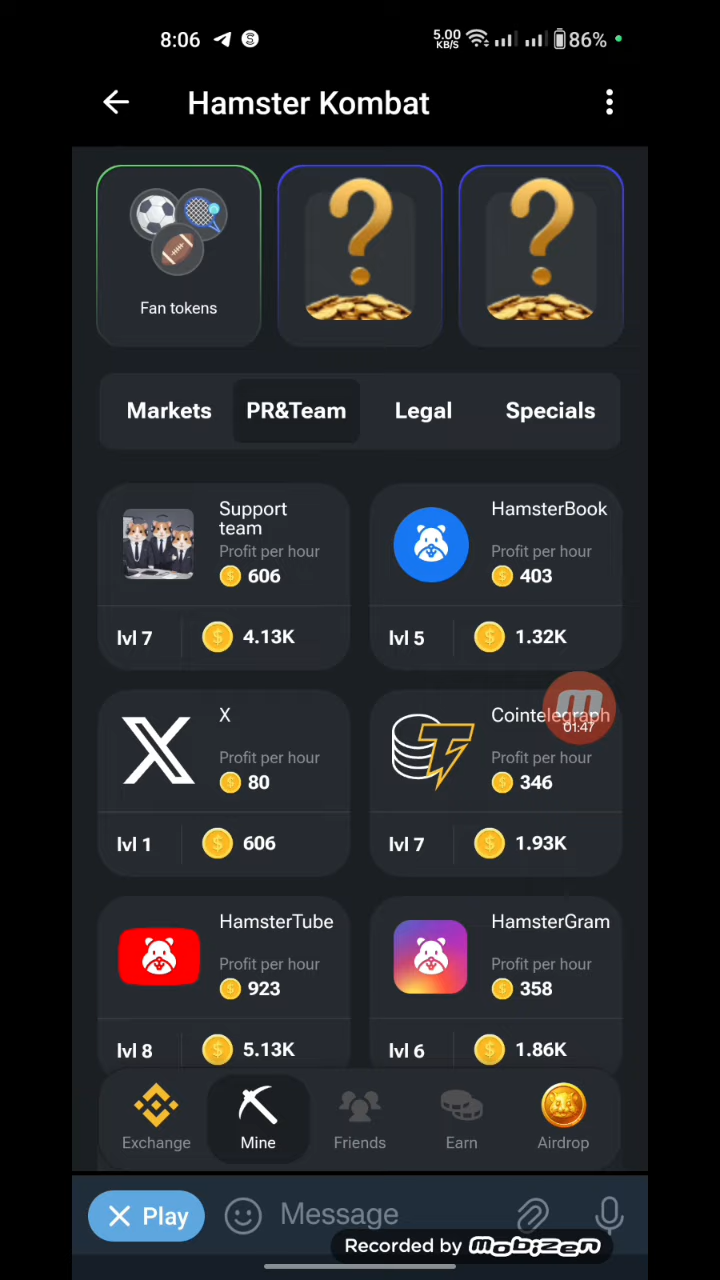 8:06 5.00 KB/S 86%
Hamster Kombat
Fan tokens
Markets PR&Team Legal Specials
Support team
Profit per hour
606
lvl 7 4.13K
HamsterBook
Profit per hour
403
lvl 5 1.32K
X
Profit per hour
80
lvl 1 606
Cointelegraph
01:47
Profit per hour
346
lvl 7 1.93K
HamsterTube
Profit per hour
923
lvl 8 5.13K
HamsterGram
Profit per hour
358
lvl 6 1.86K
Exchange Mine Friends Earn Airdrop
Play Message
Recorded by mobizen